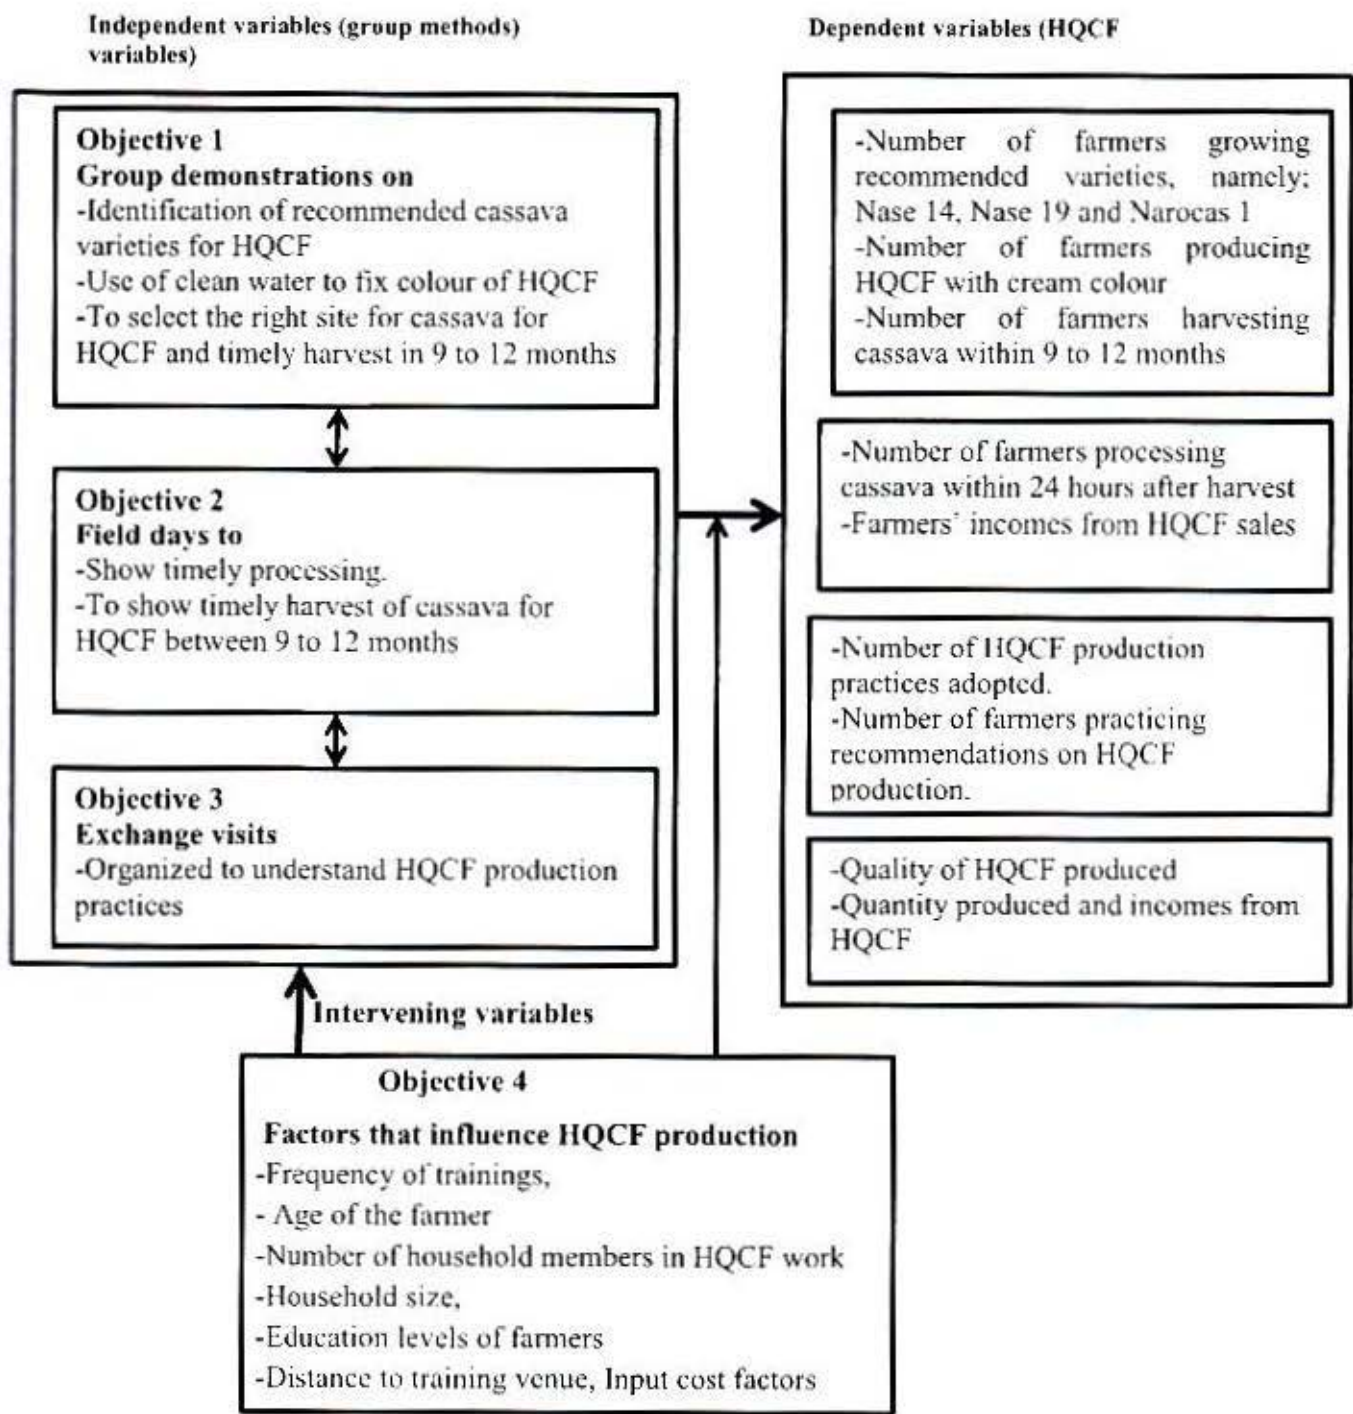 Independent variables (group methods)
variables)
Objective 1
Group demonstrations on
-Identification of recommended cassava
varieties for HQCF
-Use of clean water to fix colour of HQCF
-To select the right site for cassava for
HQCF and timely harvest in 9 to 12 months
Objective 2
Field days to
-Show timely processing.
-To show timely harvest of cassava for
HQCF between 9 to 12 months
Objective 3
Exchange visits
-Organized to understand HQCF production
practices
Dependent variables (HQCF
-Number of farmers growing
recommended varieties, namely;
Nase 14, Nase 19 and Narocas 1
-Number of farmers producing
HQCF with cream colour
-Number of farmers harvesting
cassava within 9 to 12 months
-Number of farmers processing
cassava within 24 hours after harvest
-Farmers' incomes from HQCF sales
-Number of HQCF production
practices adopted.
-Number of farmers practicing
recommendations on HQCF
production.
-Quality of HQCF produced
-Quantity produced and incomes from
HQCF
Intervening variables
Objective 4
Factors that influence HQCF production
-Frequency of trainings,
- Age of the farmer
-Number of household members in HQCF work
-Household size,
-Education levels of farmers
-Distance to training venue, Input cost factors